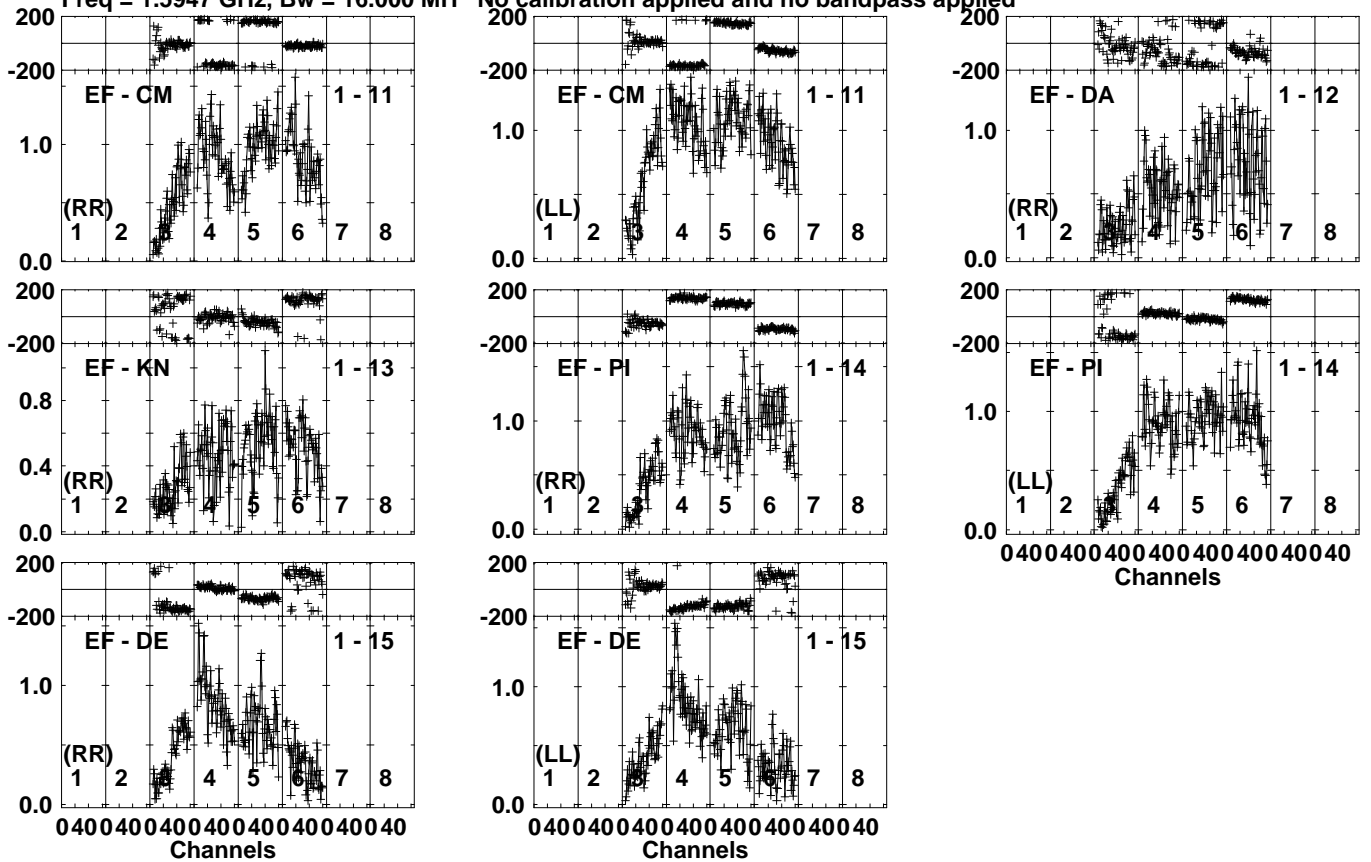 Freq = 1.5947 GHz, Bw = 16.000 MH No calibration applied and no bandpass applied
200
-200
EF - CM 1 - 11
1.0
(RR)
1 2 3 4 5 6 7 8
0.0
200
-200
EF - CM 1 - 11
1.0
(LL)
1 2 3 4 5 6 7 8
0.0
200
-200
EF - DA 1 - 12
1.0
(RR)
1 2 3 4 5 6 7 8
0.0
200
-200
EF - KN 1 - 13
0.8
0.4
(RR)
1 2 3 4 5 6 7 8
0.0
200
-200
EF - PI 1 - 14
1.0
(RR)
1 2 3 4 5 6 7 8
0.0
200
-200
EF - PI 1 - 14
1.0
(LL)
1 2 3 4 5 6 7 8
0.0
0 40 0 40 0 40 0 40 0 40 0 40 0 40 0 40
Channels
200
-200
EF - DE 1 - 15
1.0
(RR)
1 2 3 4 5 6 7 8
0.0
0 40 0 40 0 40 0 40 0 40 0 40 0 40 0 40
Channels
200
-200
EF - DE 1 - 15
1.0
(LL)
1 2 3 4 5 6 7 8
0.0
0 40 0 40 0 40 0 40 0 40 0 40 0 40 0 40
Channels